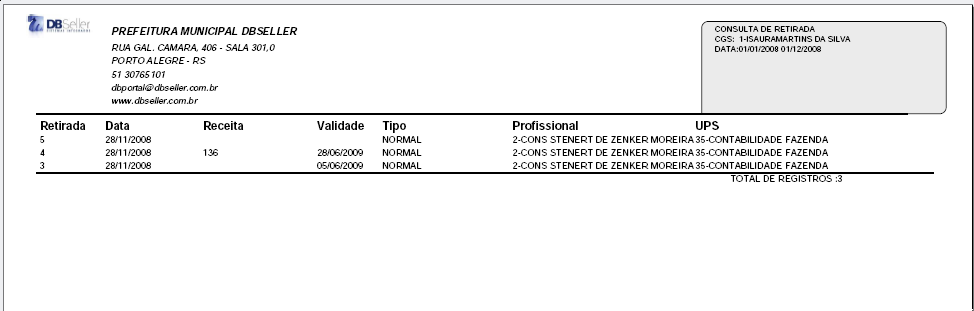 DBSeller
PREFEITURA MUNICIPAL DBSELLER
RUA GAL. CAMARA, 406 - SALA 301,0
PORTO ALEGRE - RS
51 30765101
dbportal@dbseller.com.br
www.dbseller.com.br
CONSULTA DE RETIRADA
CGS: 1-ISAURAMARTINS DA SILVA
DATA:01/01/2008 01/12/2008
Retirada Data Receita Validade Tipo Profissional UPS
5 28/11/2008 NORMAL 2-CONS STENERT DE ZENKER MOREIRA 35-CONTABILIDADE FAZENDA
4 28/11/2008 136 28/06/2009 NORMAL 2-CONS STENERT DE ZENKER MOREIRA 35-CONTABILIDADE FAZENDA
3 28/11/2008 05/06/2009 NORMAL 2-CONS STENERT DE ZENKER MOREIRA 35-CONTABILIDADE FAZENDA
TOTAL DE REGISTROS :3